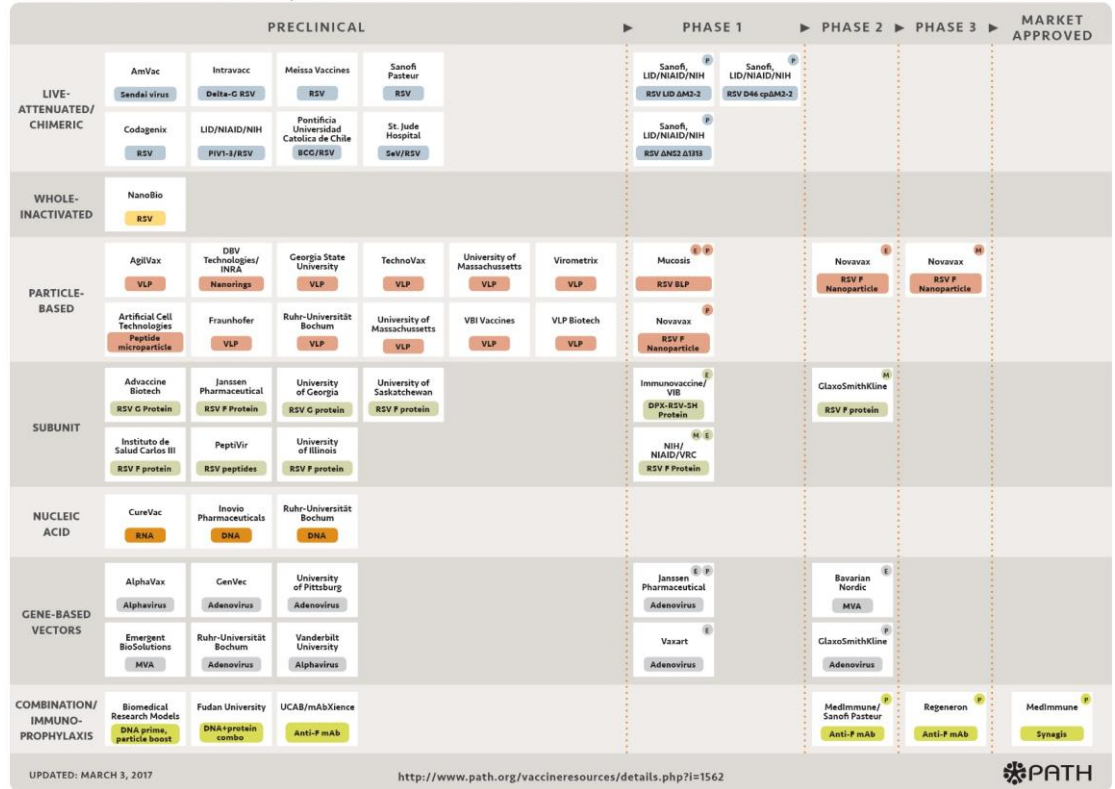 PRECLINICAL ▶ PHASE 1 ▶ PHASE 2 ▶ PHASE 3 ▶ MARKET APPROVED
LIVE-ATTENUATED/CHIMERIC
AmVac
Sendai virus
Intravacc
Delta-G RSV
Meissa Vaccines
RSV
Sanofi Pasteur
RSV
Sanofi, LID/NIAID/NIH P
RSV LID ΔM2-2
Sanofi, LID/NIAID/NIH P
RSV D46 cpΔM2-2
Codagenix
RSV
LID/NIAID/NIH
PIV1-3/RSV
Pontificia Universidad Catolica de Chile
BCG/RSV
St. Jude Hospital
SeV/RSV
Sanofi, LID/NIAID/NIH P
RSV ΔNS2 Δ1313
WHOLE-INACTIVATED
NanoBio
RSV
PARTICLE-BASED
AgilVax
VLP
DBV Technologies/INRA
Nanorings
Georgia State University
VLP
TechnoVax
VLP
University of Massachussetts
VLP
Virometrix
VLP
Mucosis E P
RSV BLP
Novavax E
RSV F Nanoparticle
Novavax M
RSV F Nanoparticle
Artificial Cell Technologies
Peptide microparticle
Fraunhofer
VLP
Ruhr-Universität Bochum
VLP
University of Massachussetts
VLP
VBI Vaccines
VLP
VLP Biotech
VLP
Novavax P
RSV F Nanoparticle
SUBUNIT
Advaccine Biotech
RSV G Protein
Janssen Pharmaceutical
RSV F Protein
University of Georgia
RSV G protein
University of Saskatchewan
RSV F protein
Immunovaccine/VIB E
DPX-RSV-SH Protein
GlaxoSmithKline M
RSV F protein
Instituto de Salud Carlos III
RSV F protein
PeptiVir
RSV peptides
University of Illinois
RSV F protein
NIH/NIAID/VRC M E
RSV F Protein
NUCLEIC ACID
CureVac
RNA
Inovio Pharmaceuticals
DNA
Ruhr-Universität Bochum
DNA
GENE-BASED VECTORS
AlphaVax
Alphavirus
GenVec
Adenovirus
University of Pittsburg
Adenovirus
Janssen Pharmaceutical E P
Adenovirus
Bavarian Nordic E
MVA
Emergent BioSolutions
MVA
Ruhr-Universität Bochum
Adenovirus
Vanderbilt University
Alphavirus
Vaxart E
Adenovirus
GlaxoSmithKline P
Adenovirus
COMBINATION/IMMUNO-PROPHYLAXIS
Biomedical Research Models
DNA prime, particle boost
Fudan University
DNA+protein combo
UCAB/mAbXience
Anti-F mAb
MedImmune/Sanofi Pasteur P
Anti-F mAb
Regeneron P
Anti-F mAb
MedImmune P
Synagis
UPDATED: MARCH 3, 2017
http://www.path.org/vaccineresources/details.php?i=1562
PATH